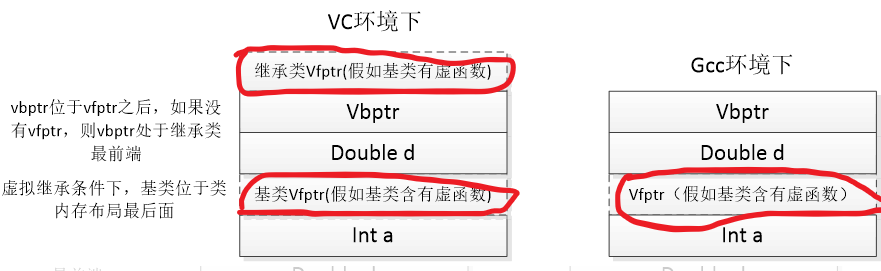 VC环境下
继承类Vfptr(假如基类有虚函数)
Gcc环境下
vbptr位于vfptr之后，如果没
有vfptr，则vbptr处于继承类
最前端
Vbptr
Vbptr
Double d
Double d
虚拟继承条件下，基类位于类
内存布局最后面
基类Vfptr(假如基类含有虚函数)
Vfptr（假如基类含有虚函数）
Int a
Int a